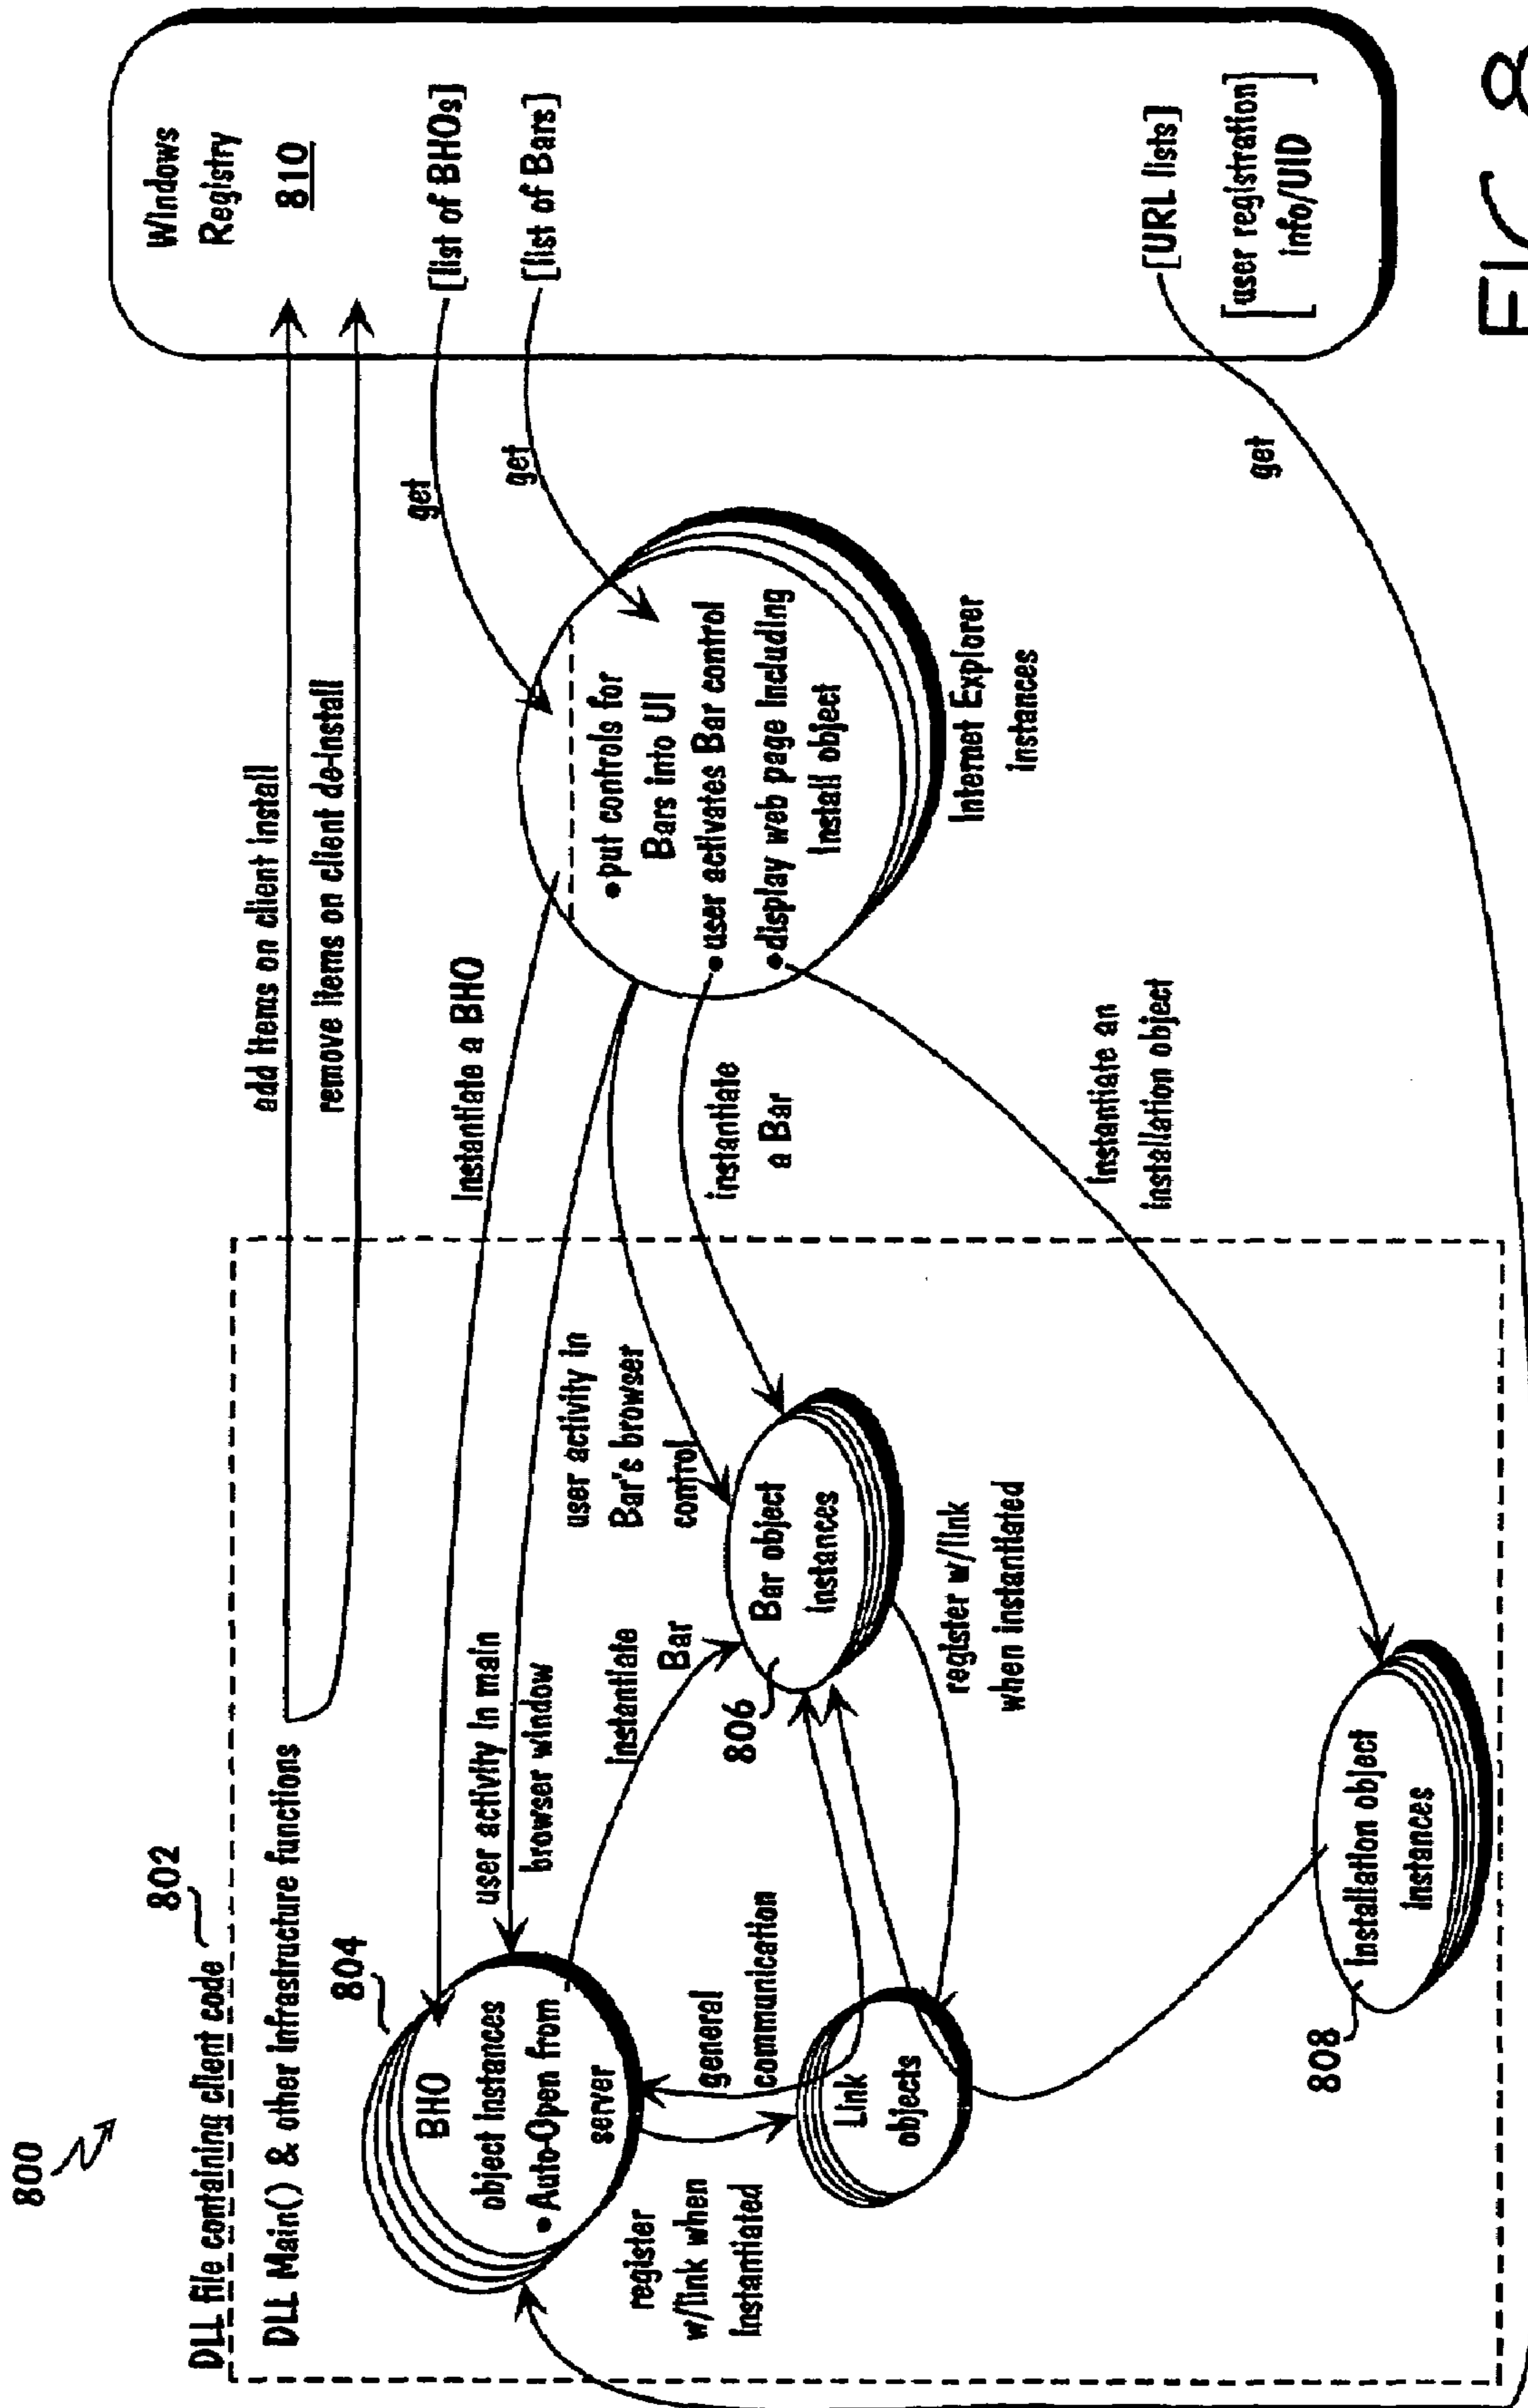 800
DLL file containing client code
802
DLL Main() & other infrastructure functions
add items on client install
remove items on client de-install
Windows
Registry
810
[list of BHOs]
[list of Bars]
[URL lists]
[user registration
info/UID]
get
get
get
804
BHO
object instances
• Auto-Open from
server
instantiate a BHO
user activity in main
browser window
user activity in
Bar's browser
control
instantiate
a Bar
• put controls for
Bars into UI
• user activates Bar control
• display web page including
install object
Internet Explorer
instances
instantiate
Bar
806
Bar object
instances
register
w/link when
instantiated
general
communication
Link
objects
register w/link
when instantiated
instantiate an
installation object
808
Installation object
instances